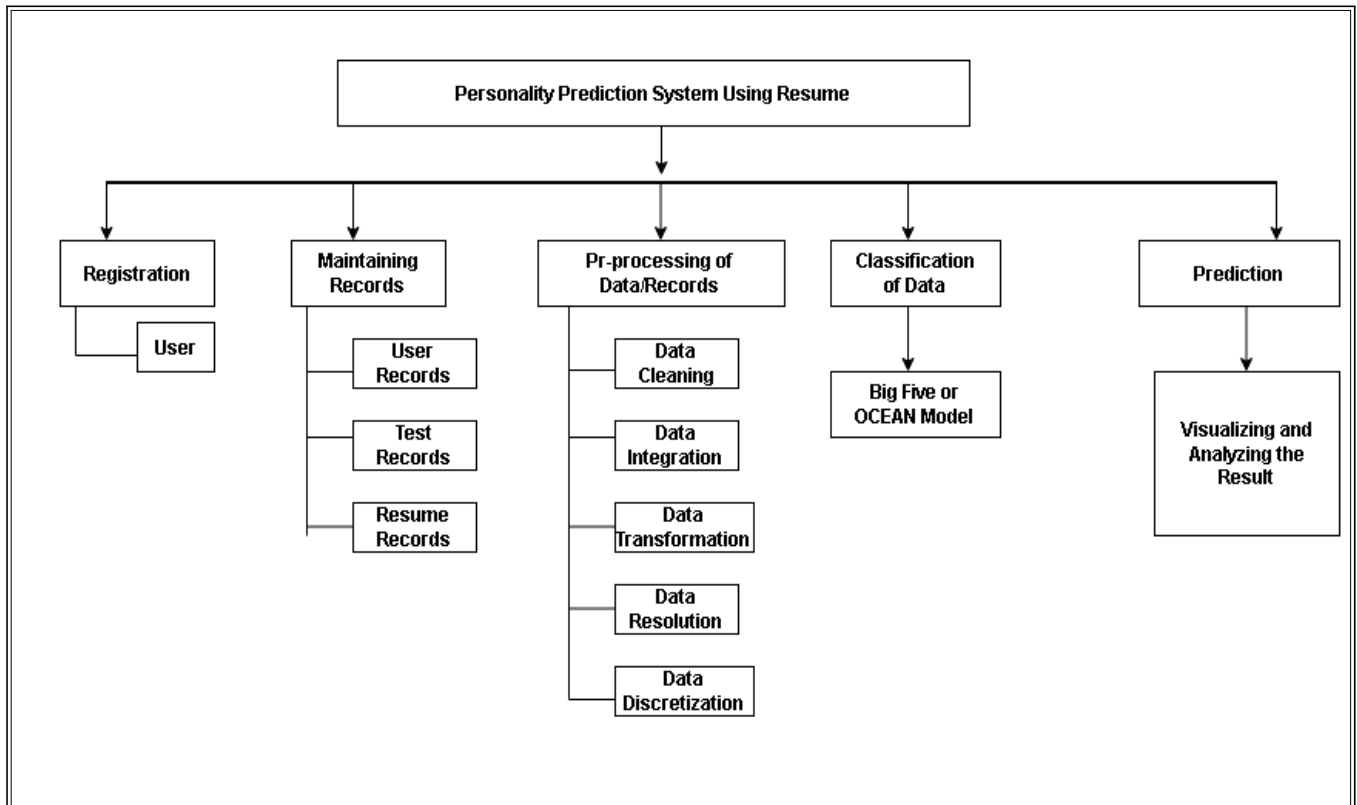 Personality Prediction System Using Resume
Registration
Maintaining
Records
Pr-processing of
Data/Records
Classification
of Data
Prediction
User
User
Records
Test
Records
Resume
Records
Data
Cleaning
Data
Integration
Data
Transformation
Data
Resolution
Data
Discretization
Big Five or
OCEAN Model
Visualizing and
Analyzing the
Result